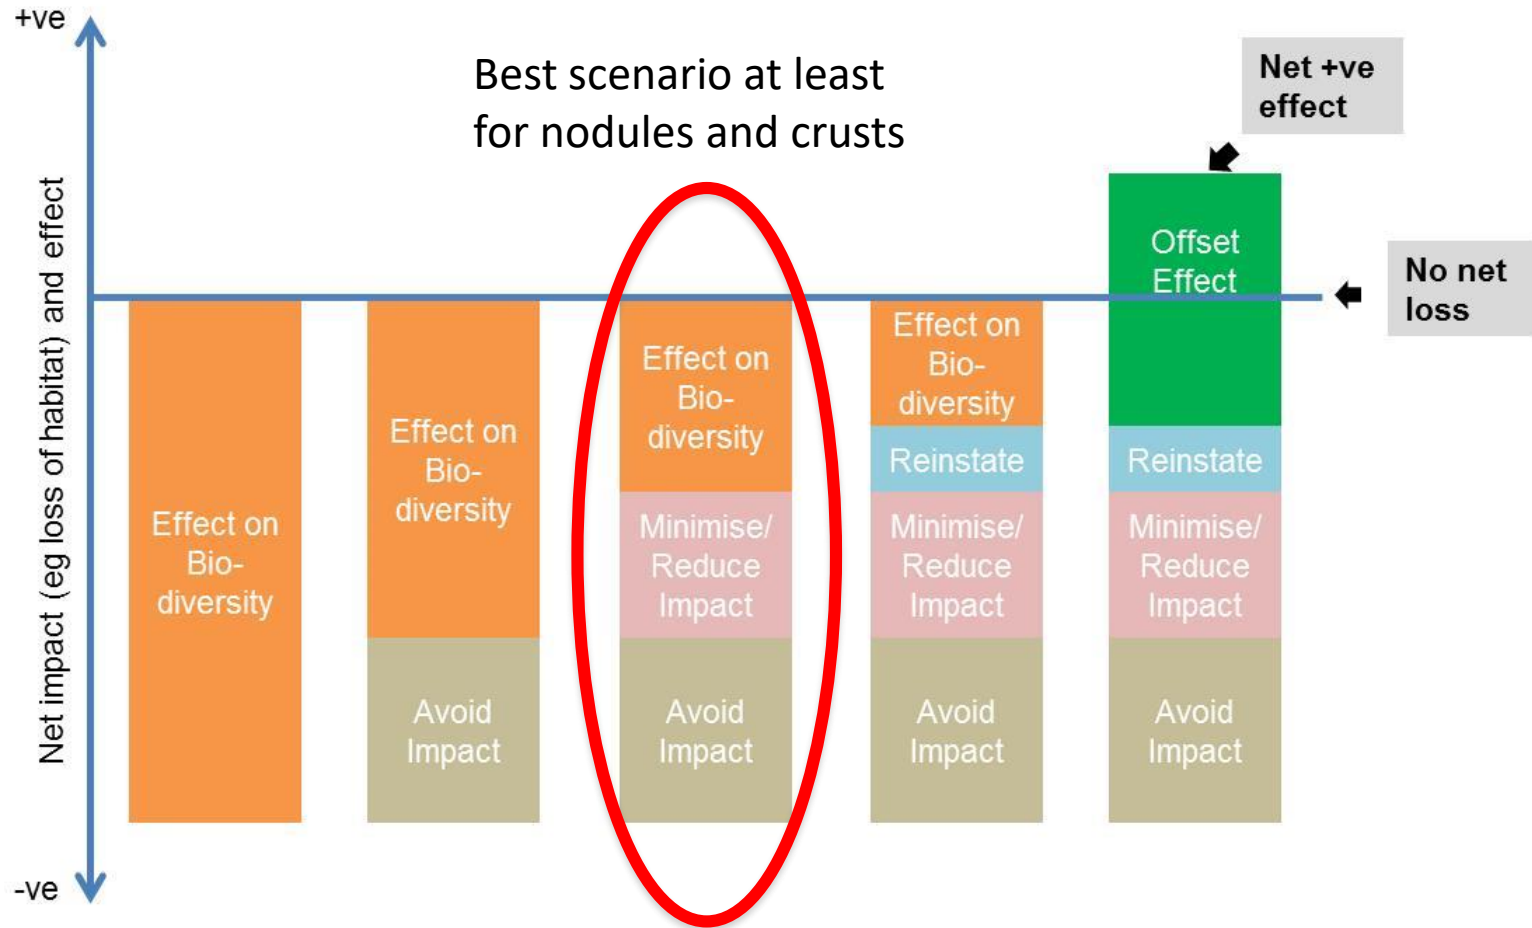 +ve
Best scenario at least
for nodules and crusts
Net +ve
effect
No net
loss
Net impact (eg loss of habitat) and effect
-ve
Effect on
Bio-
diversity
Effect on
Bio-
diversity
Avoid
Impact
Effect on
Bio-
diversity
Minimise/
Reduce
Impact
Avoid
Impact
Effect on
Bio-
diversity
Reinstate
Minimise/
Reduce
Impact
Avoid
Impact
Offset
Effect
Reinstate
Minimise/
Reduce
Impact
Avoid
Impact